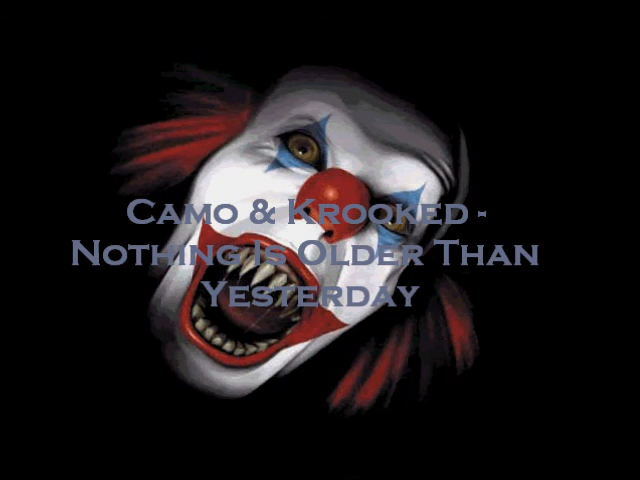 Camo & Krooked -
Nothing Is Older Than
Yesterday